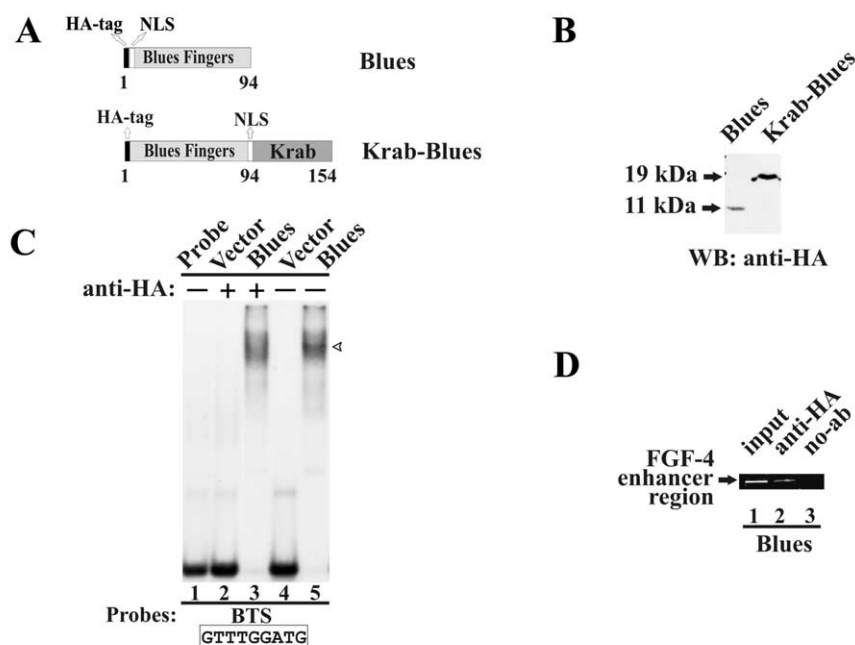 A
HA-tag NLS
Blues Fingers
1 94
Blues
HA-tag NLS
Blues Fingers Krab
1 94 154
Krab-Blues
B
Blues Krab-Blues
19 kDa
11 kDa
WB: anti-HA
C
Probe Vector Blues Vector Blues
anti-HA: – + + – –
1 2 3 4 5
Probes: BTS
GTTTGGATG
D
input anti-HA no-ab
FGF-4
enhancer
region
1 2 3
Blues